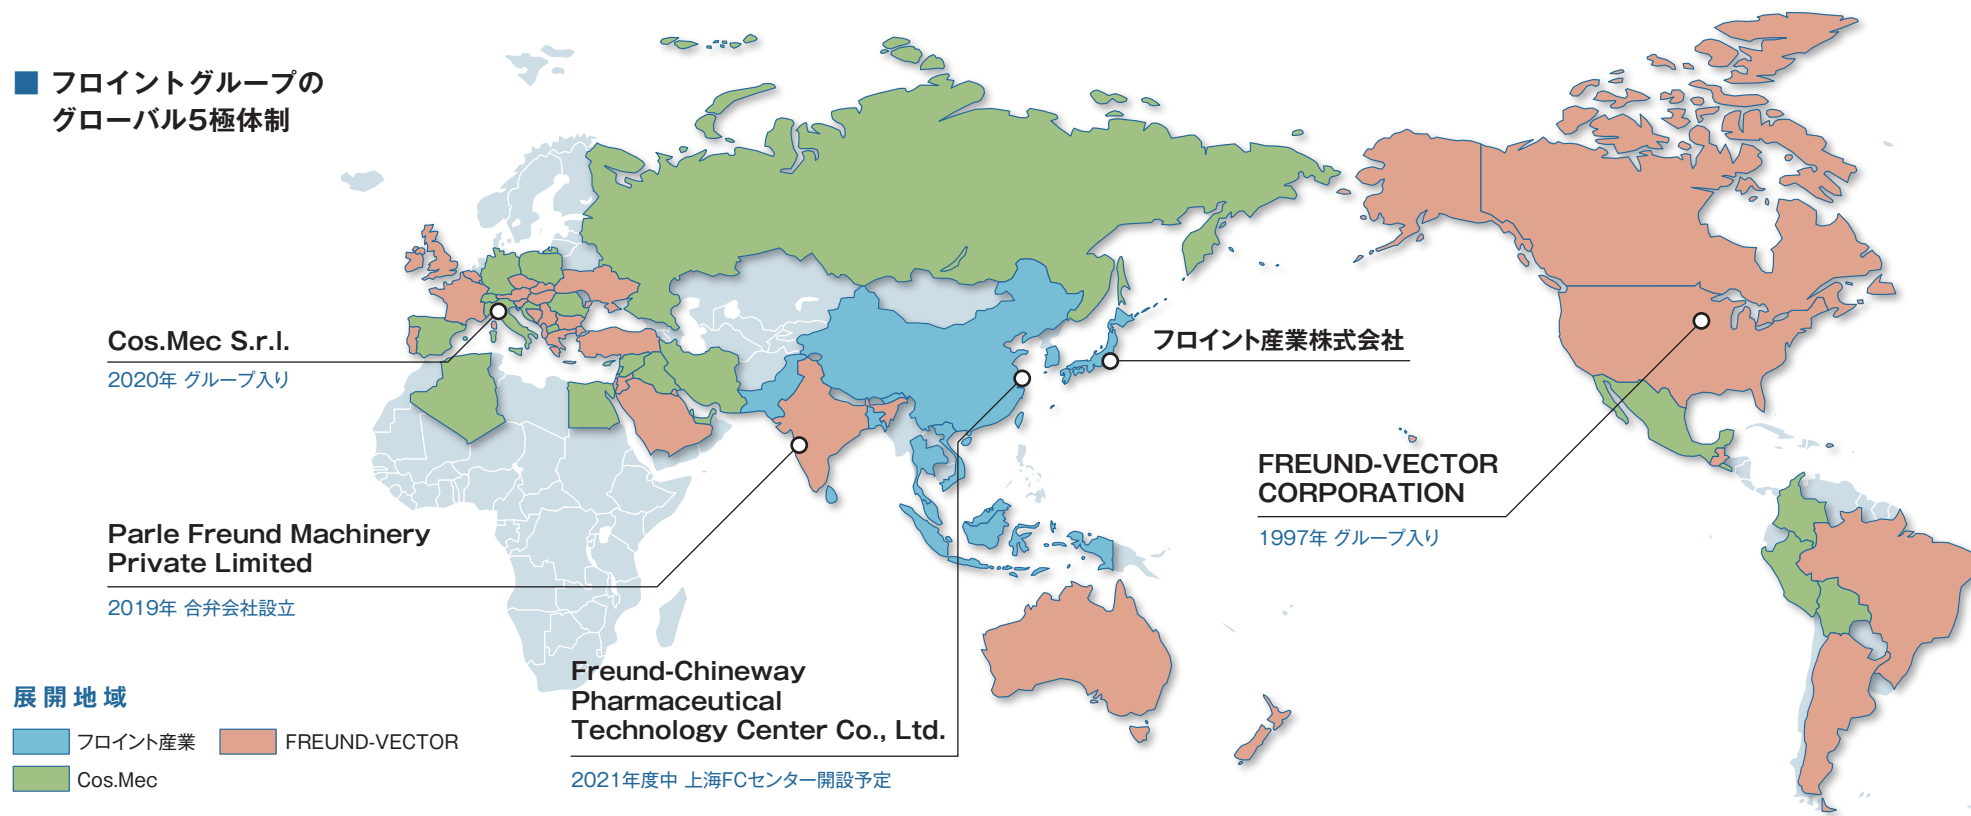 ■ フロイントグループの
グローバル5極体制
Cos.Mec S.r.l.
2020年 グループ入り
フロイント産業株式会社
FREUND-VECTOR
CORPORATION
1997年 グループ入り
Parle Freund Machinery
Private Limited
2019年 合弁会社設立
Freund-Chineway
Pharmaceutical
Technology Center Co., Ltd.
2021年度中 上海FCセンター開設予定
展開地域
フロイント産業
FREUND-VECTOR
Cos.Mec